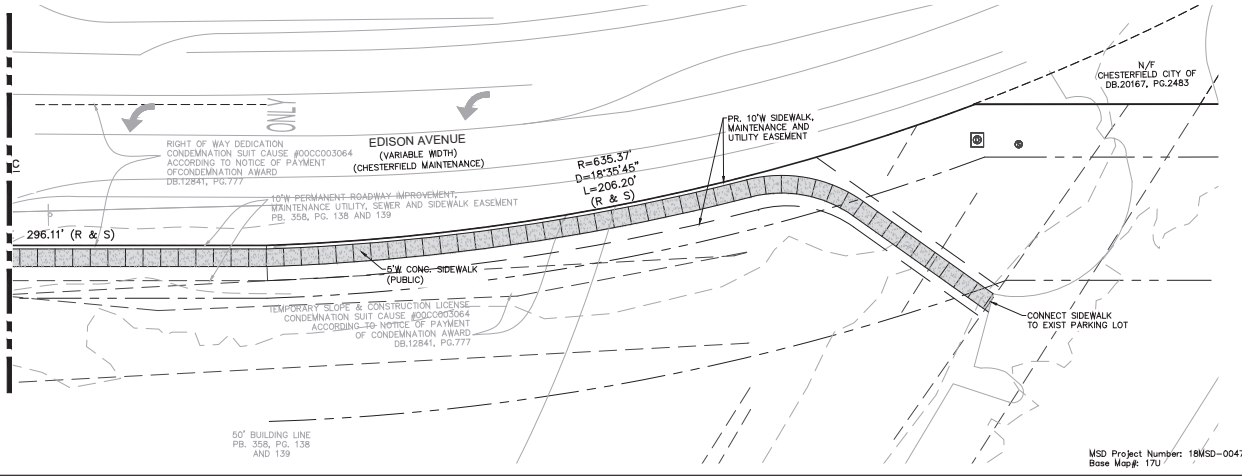 N/F
CHESTERFIELD CITY OF
DB.20167, PG.2483
ONLY
PR. 10'W SIDEWALK,
MAINTENANCE AND
UTILITY EASEMENT
EDISON AVENUE
(VARIABLE WIDTH)
(CHESTERFIELD MAINTENANCE)
RIGHT OF WAY DEDICATION
CONDEMNATION SUIT CAUSE #00CC003064
ACCORDING TO NOTICE OF PAYMENT
OFCONDEMNATION AWARD
DB.12841, PG.777
C
R=635.37'
D=18°35'45"
L=206.20'
(R & S)
10'W PERMANENT ROADWAY IMPROVEMENT,
MAINTENANCE UTILITY, SEWER AND SIDEWALK EASEMENT
PB. 358, PG. 138 AND 139
296.11' (R & S)
5'W CONC. SIDEWALK
(PUBLIC)
TEMPORARY SLOPE & CONSTRUCTION LICENSE
CONDEMNATION SUIT CAUSE #00CC003064
ACCORDING TO NOTICE OF PAYMENT
OF CONDEMNATION AWARD
DB.12841, PG.777
CONNECT SIDEWALK
TO EXIST PARKING LOT
50' BUILDING LINE
PB. 358, PG. 138
AND 139
MSD Project Number: 18MSD-0047
Base Map#: 17U